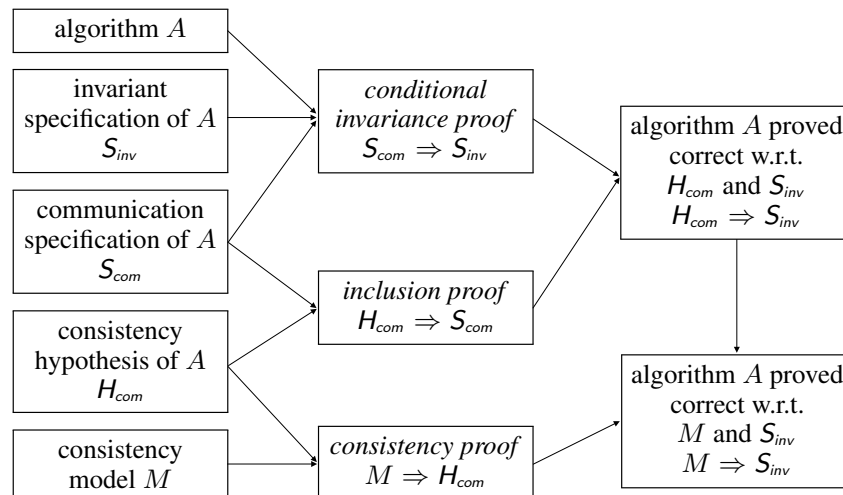 algorithm A
invariant
specification of A
S_inv
communication
specification of A
S_com
consistency
hypothesis of A
H_com
consistency
model M
conditional
invariance proof
S_com ⇒ S_inv
inclusion proof
H_com ⇒ S_com
consistency proof
M ⇒ H_com
algorithm A proved
correct w.r.t.
H_com and S_inv
H_com ⇒ S_inv
algorithm A proved
correct w.r.t.
M and S_inv
M ⇒ S_inv